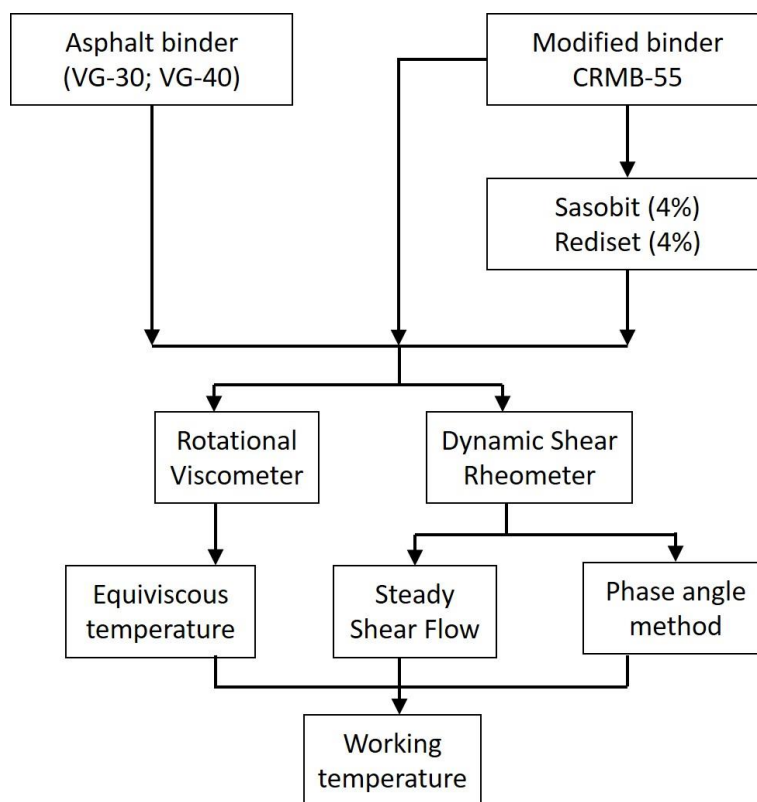 Asphalt binder
(VG-30; VG-40)
Modified binder
CRMB-55
Sasobit (4%)
Rediset (4%)
Rotational
Viscometer
Dynamic Shear
Rheometer
Equiviscous
temperature
Steady
Shear Flow
Phase angle
method
Working
temperature